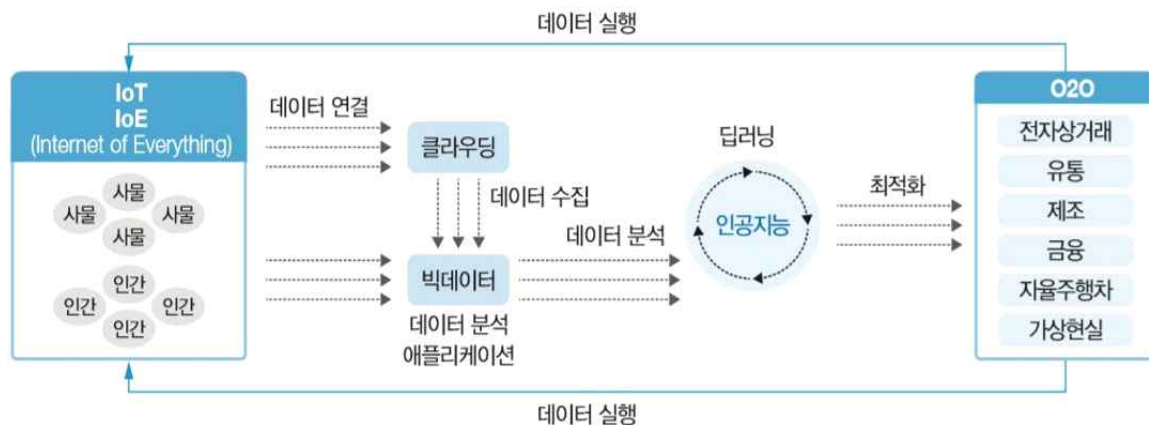 데이터 실행
IoT
IoE
(Internet of Everything)
사물
사물
사물
사물
인간
인간
인간
인간
데이터 연결
클라우딩
데이터 수집
빅데이터
데이터 분석
애플리케이션
데이터 분석
딥러닝
인공지능
최적화
O2O
전자상거래
유통
제조
금융
자율주행차
가상현실
데이터 실행